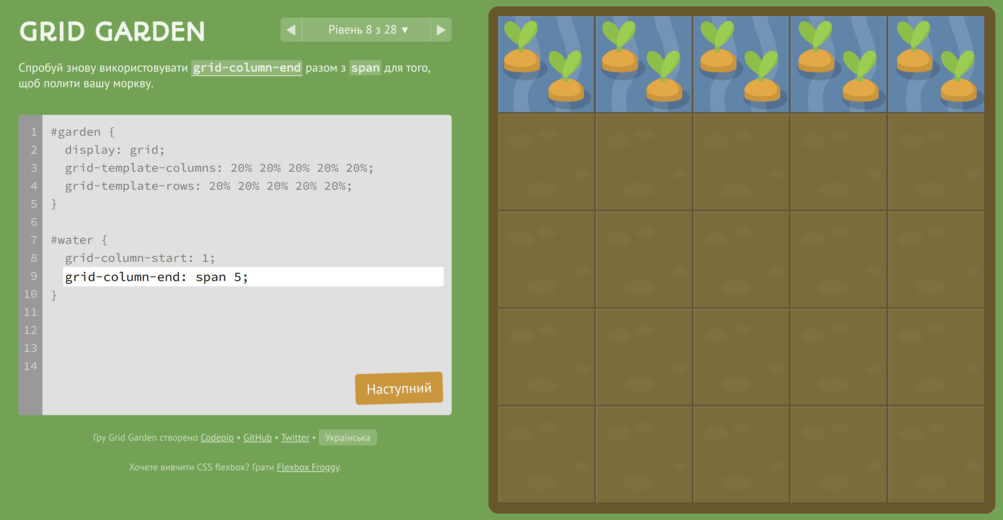 GRID GARDEN
Рівень 8 з 28 ▼
Спробуй знову використовувати grid-column-end разом з span для того,
щоб полити вашу моркву.
1 #garden {
2 display: grid;
3 grid-template-columns: 20% 20% 20% 20% 20%;
4 grid-template-rows: 20% 20% 20% 20% 20%;
5 }
6
7 #water {
8 grid-column-start: 1;
9 grid-column-end: span 5;
10 }
11
12
13
14
Наступний
Гру Grid Garden створено Codepip • GitHub • Twitter • Українська
Хочете вивчити CSS flexbox? Грати Flexbox Froggy.